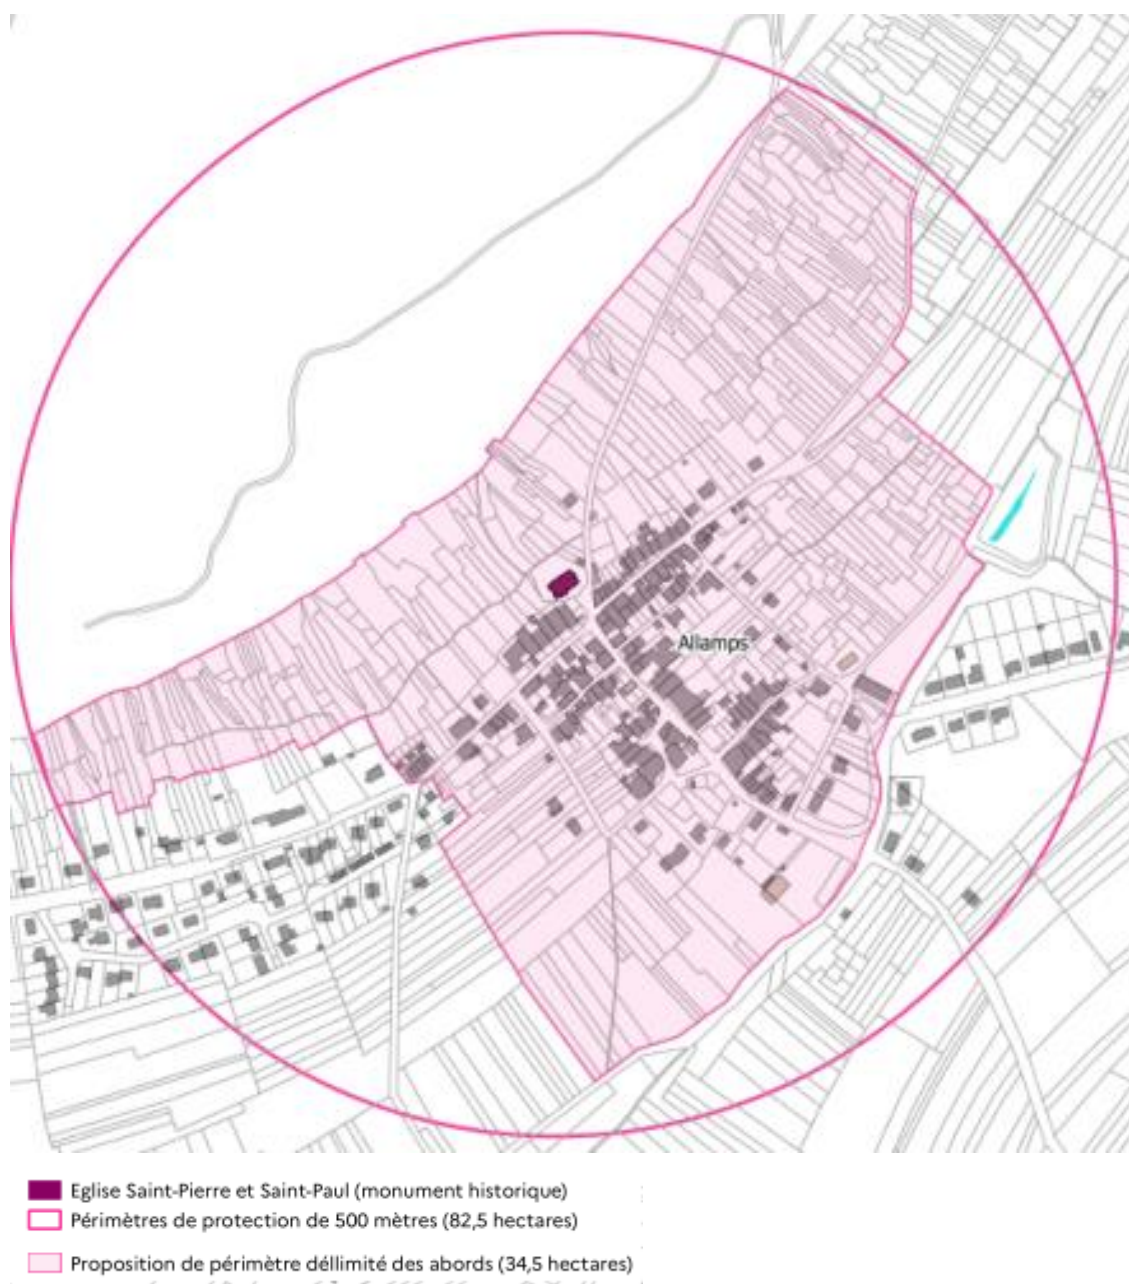 Allamps
Eglise Saint-Pierre et Saint-Paul (monument historique)
Périmètres de protection de 500 mètres (82,5 hectares)
Proposition de périmètre déllimité des abords (34,5 hectares)